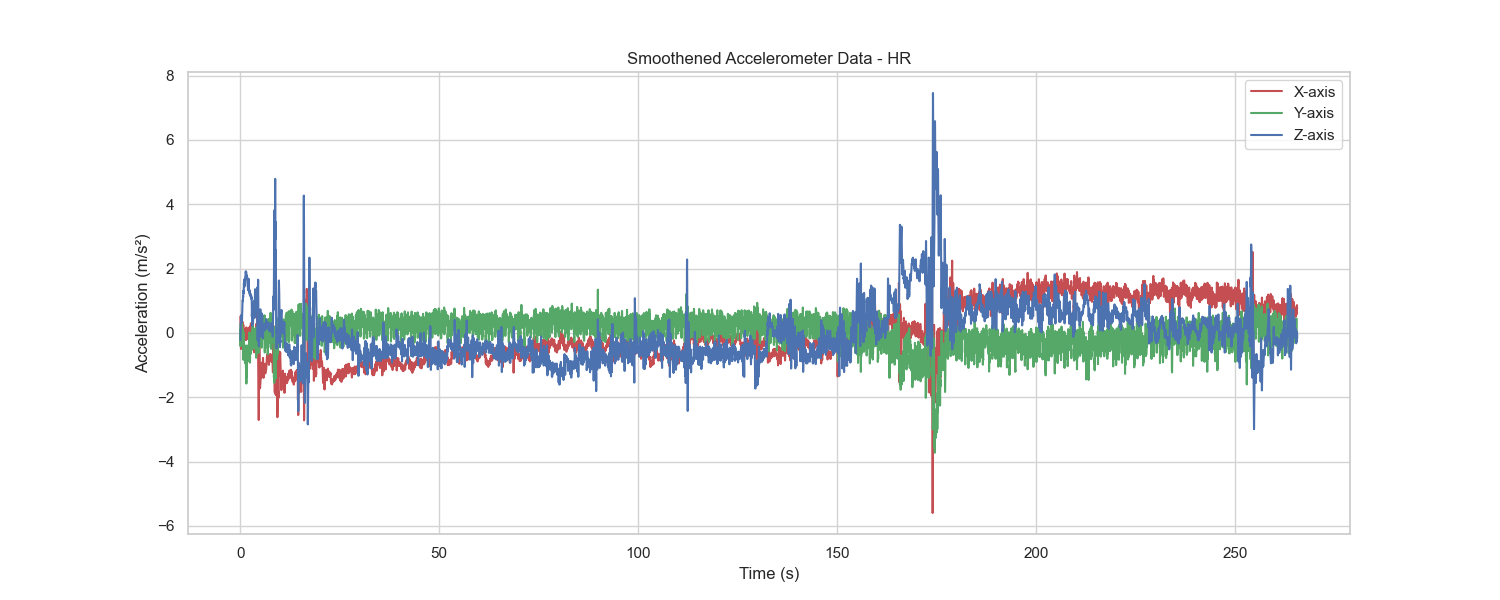 Smoothened Accelerometer Data - HR
8
6
4
2
0
−2
−4
−6
Acceleration (m/s²)
X-axis
Y-axis
Z-axis
0 50 100 150 200 250
Time (s)